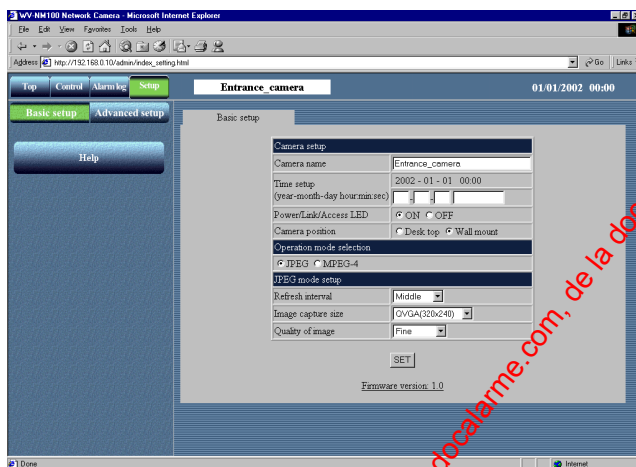 WV-NM100 Network Camera - Microsoft Internet Explorer
File Edit View Favorites Tools Help
Address http://192.168.0.10/admin/index_setting.html Go Links
Top Control Alarm log Setup Entrance_camera 01/01/2002 00:00
Basic setup Advanced setup
Help
Basic setup
Camera setup
Camera name Entrance_camera
Time setup 2002 - 01 - 01 00:00
(year-month-day hour:min:sec) - -
Power/Link/Access LED ON OFF
Camera position Desk top Wall mount
Operation mode selection
JPEG MPEG-4
JPEG mode setup
Refresh interval Middle
Image capture size QVGA(320x240)
Quality of image Fine
SET
Firmware version: 1.0
Done Internet
docalarme.com, de la doc